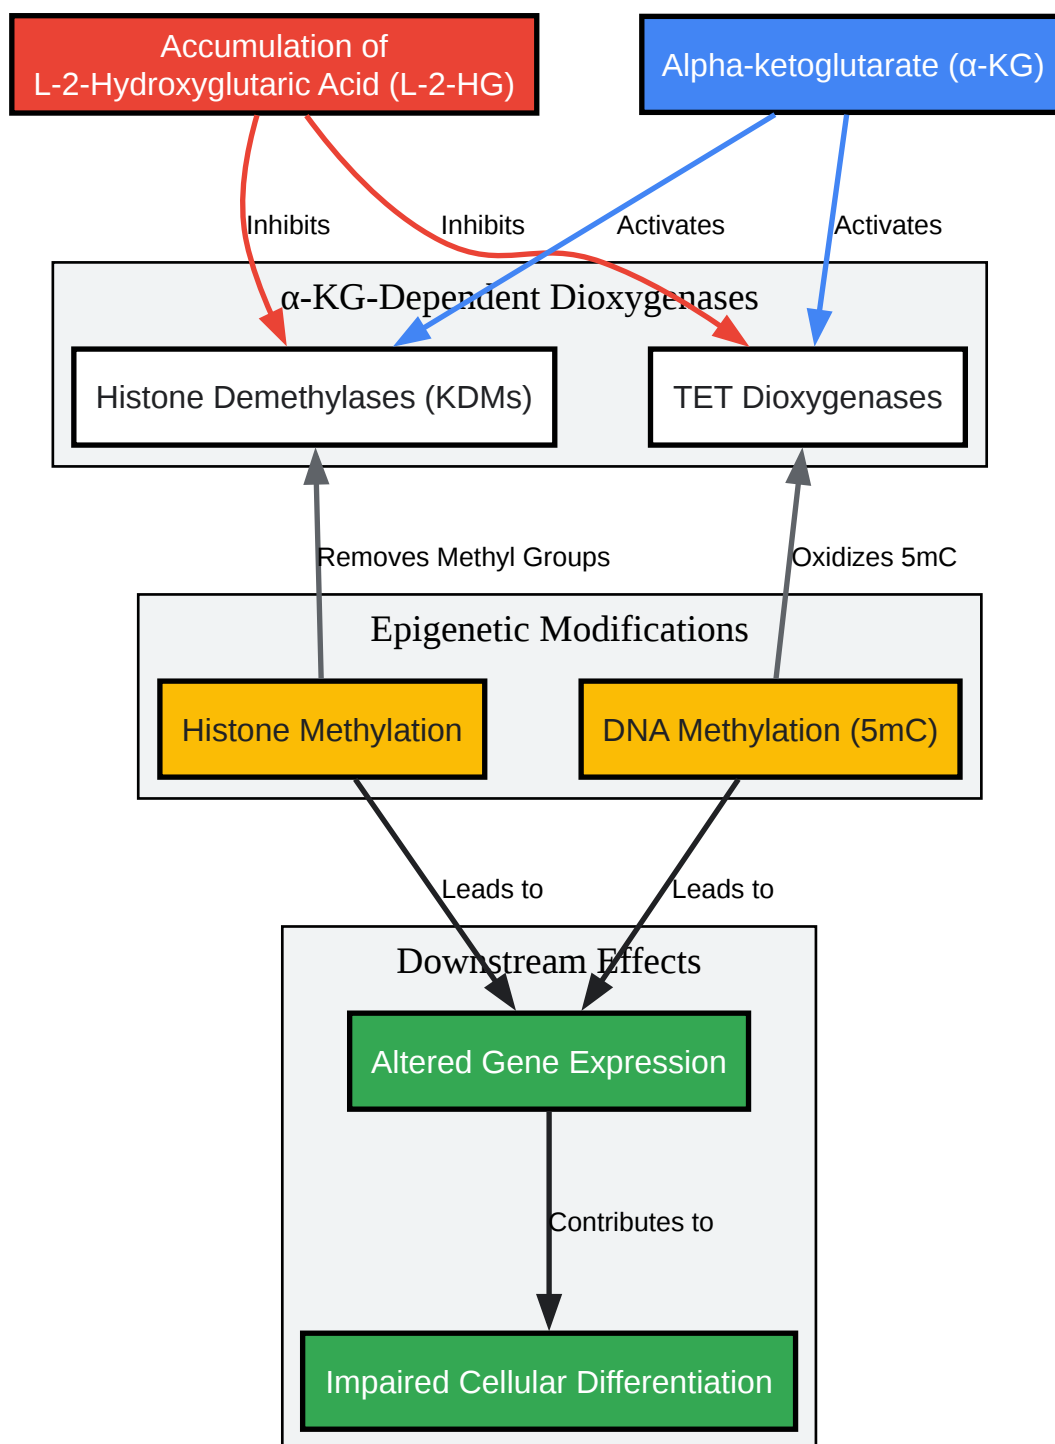 Accumulation of
L-2-Hydroxyglutaric Acid (L-2-HG)
Alpha-ketoglutarate (α-KG)
Inhibits
Inhibits
Activates
Activates
α-KG-Dependent Dioxygenases
Histone Demethylases (KDMs)
TET Dioxygenases
Removes Methyl Groups
Oxidizes 5mC
Epigenetic Modifications
Histone Methylation
DNA Methylation (5mC)
Leads to
Leads to
Downstream Effects
Altered Gene Expression
Contributes to
Impaired Cellular Differentiation